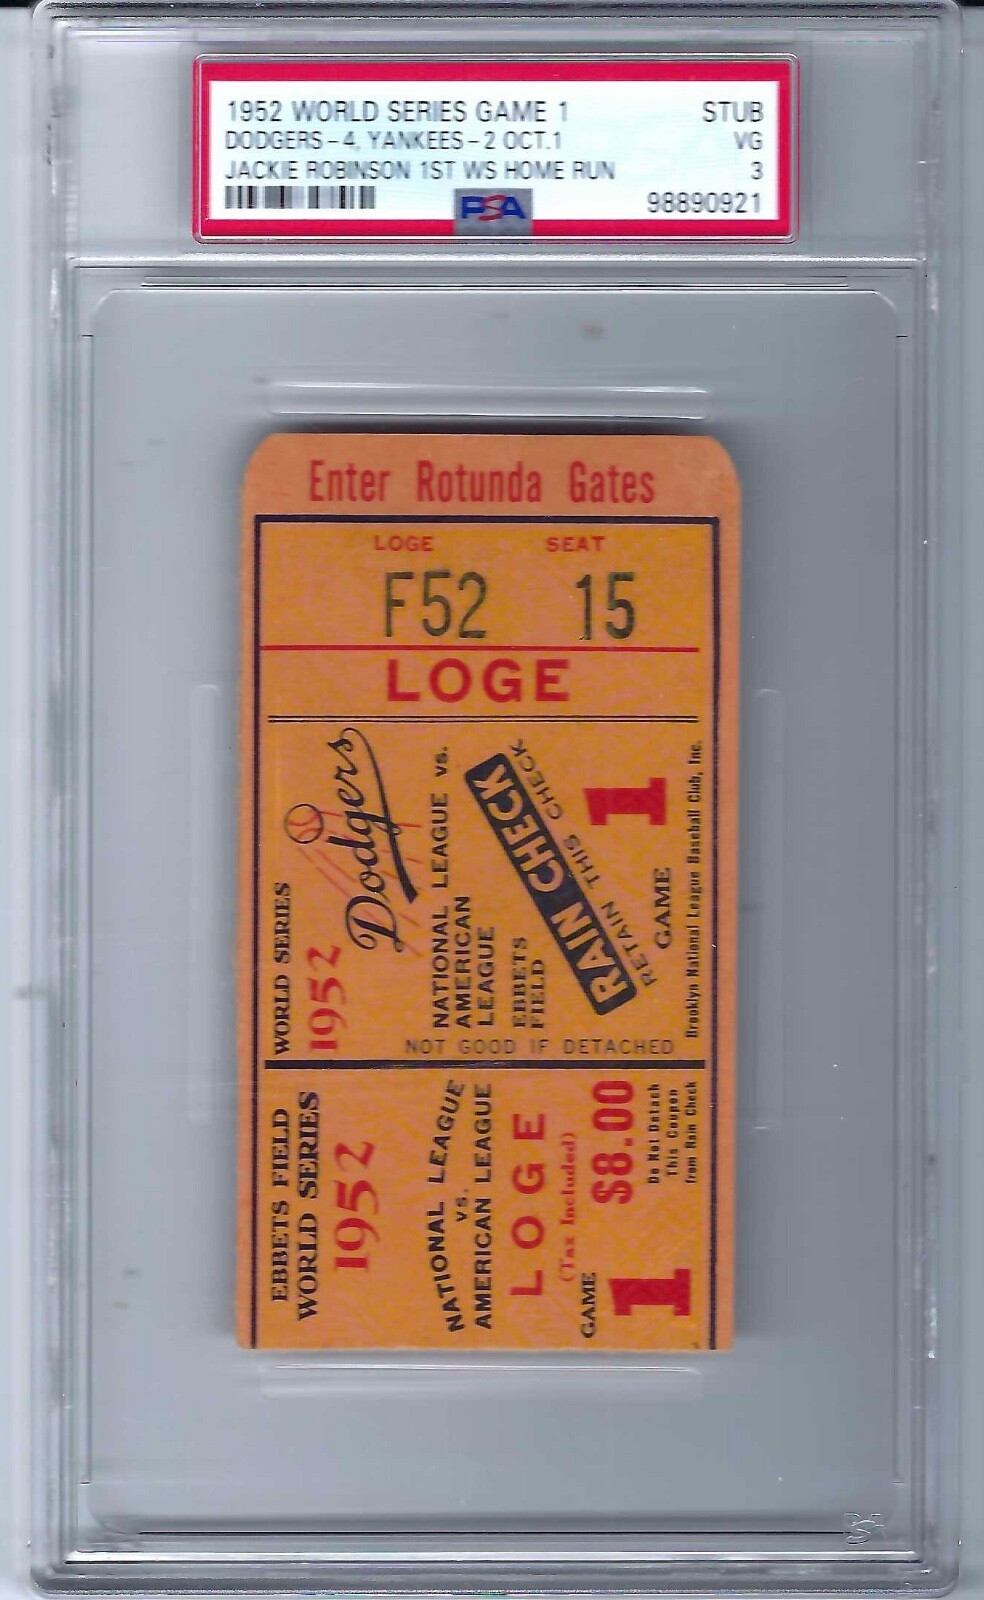 1952 WORLD SERIES GAME 1 STUB
DODGERS-4, YANKEES-2 OCT.1 VG
JACKIE ROBINSON 1ST WS HOME RUN 3
PSA 98890921
Enter Rotunda Gates
LOGE SEAT
F52 15
LOGE
WORLD SERIES
1952
Dodgers
NATIONAL LEAGUE vs.
AMERICAN
LEAGUE
EBBETS
FIELD
RAIN CHECK
RETAIN THIS CHECK
GAME 1
Brooklyn National League Baseball Club, Inc.
NOT GOOD IF DETACHED
EBBETS FIELD
WORLD SERIES
1952
NATIONAL LEAGUE
vs.
AMERICAN LEAGUE
LOGE
(Tax Included)
$8.00
GAME
1
Do Not Detach
This Coupon
from Rain Check
PSA